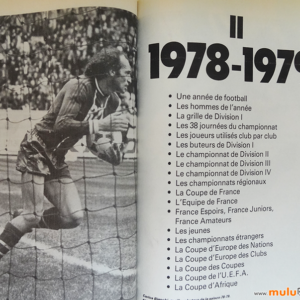 II
1978-1979
• Une année de football
• Les hommes de l'année
• La grille de Division I
• Les 38 journées du championnat
• Les joueurs utilisés club par club
• Les buteurs de Division I
• Le championnat de Division II
• Le championnat de Division III
• Le championnat de Division IV
• Les championnats régionaux
• La Coupe de France
• L'Equipe de France
• France Espoirs, France Juniors,
France Amateurs
• Les jeunes
• Les championnats étrangers
• La Coupe d'Europe des Nations
• La Coupe d'Europe des Clubs
• La Coupe des Coupes
• La Coupe de l'U.E.F.A.
• La Coupe d'Afrique
www.mulub